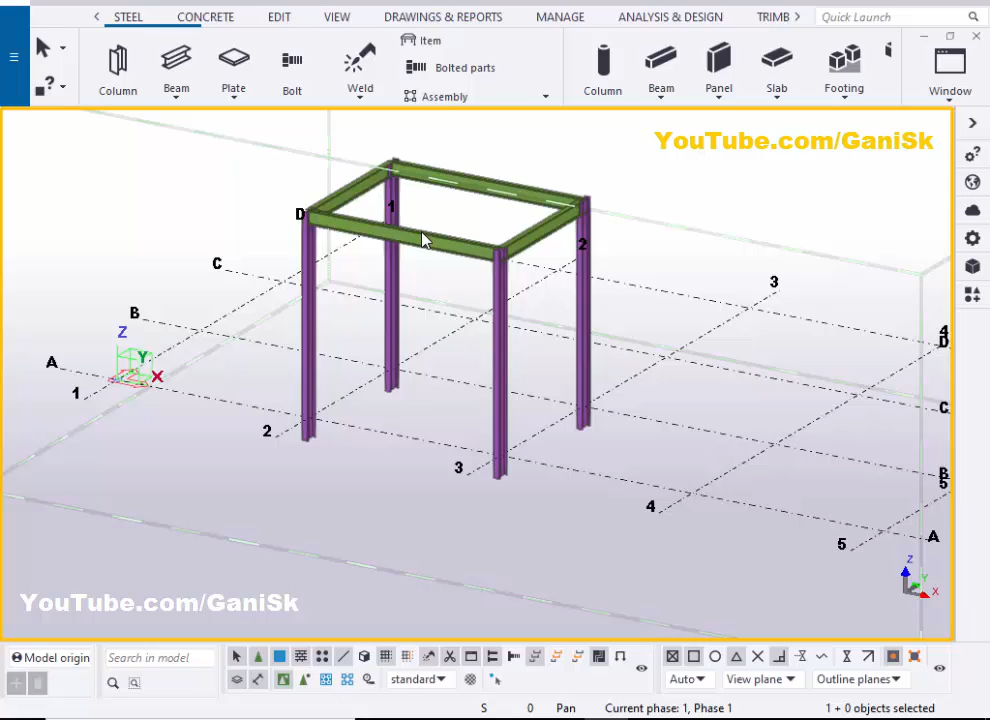 STEEL CONCRETE EDIT VIEW DRAWINGS & REPORTS MANAGE ANALYSIS & DESIGN TRIMB Quick Launch
Item
Bolted parts
Assembly
Column Beam Plate Bolt Weld Column Beam Panel Slab Footing Window
YouTube.com/GaniSk
D 1
2
C
3
B
Z
4
D
Y
A
X
1
C
2
3
B
5
4
A
5
Z
Y
X
YouTube.com/GaniSk
Model origin Search in model
standard Auto View plane Outline planes
S 0 Pan Current phase: 1, Phase 1 1 + 0 objects selected